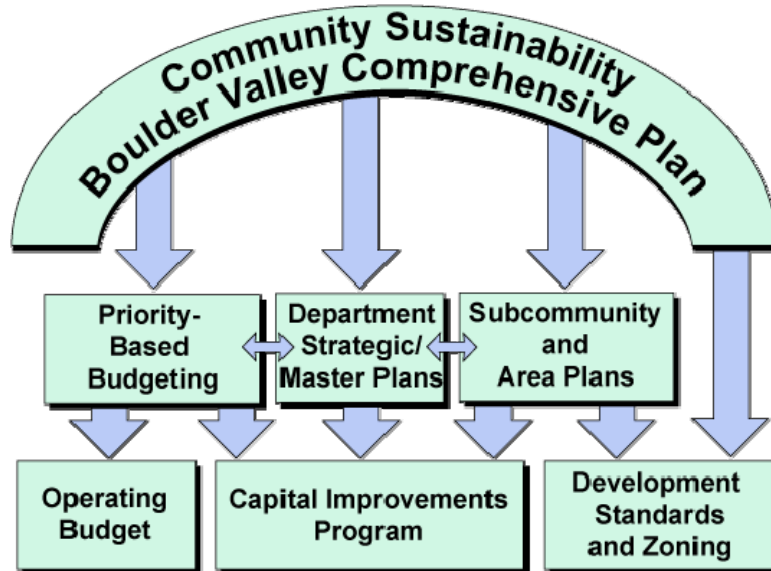 Community Sustainability
Boulder Valley Comprehensive Plan
Priority-
Based
Budgeting
Department
Strategic/
Master Plans
Subcommunity
and
Area Plans
Operating
Budget
Capital Improvements
Program
Development
Standards
and Zoning